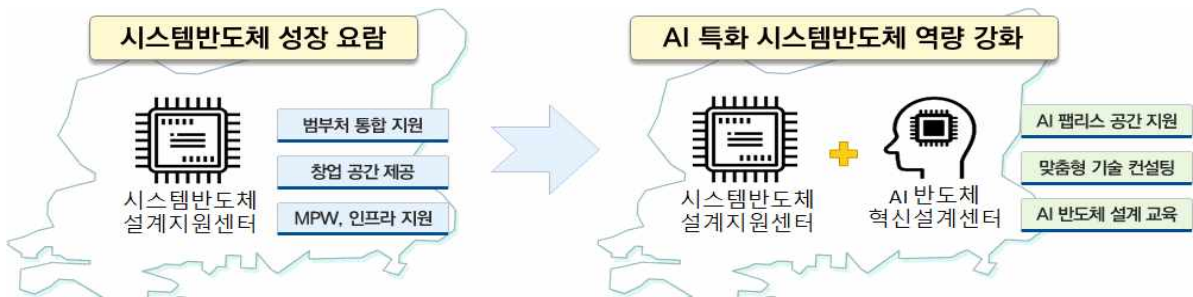 시스템반도체 성장 요람
시스템반도체
설계지원센터
범부처 통합 지원
창업 공간 제공
MPW, 인프라 지원
AI 특화 시스템반도체 역량 강화
시스템반도체
설계지원센터
AI 반도체
혁신설계센터
AI 팹리스 공간 지원
맞춤형 기술 컨설팅
AI 반도체 설계 교육